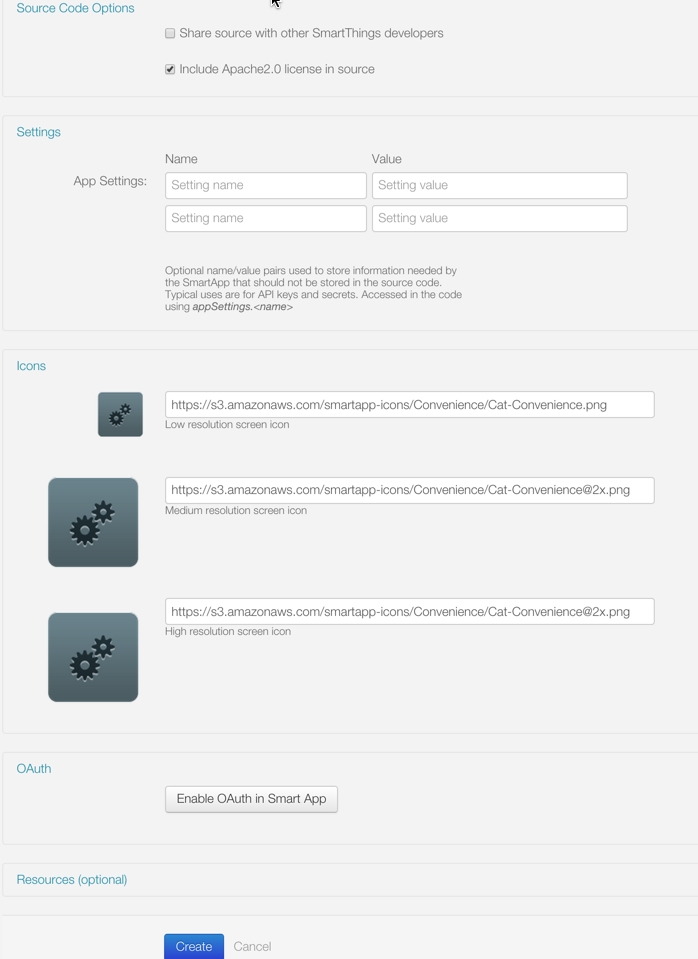 Source Code Options
Share source with other SmartThings developers
Include Apache2.0 license in source
Settings
Name Value
App Settings:
Setting name Setting value
Setting name Setting value
Optional name/value pairs used to store information needed by
the SmartApp that should not be stored in the source code.
Typical uses are for API keys and secrets. Accessed in the code
using appSettings.<name>
Icons
https://s3.amazonaws.com/smartapp-icons/Convenience/Cat-Convenience.png
Low resolution screen icon
https://s3.amazonaws.com/smartapp-icons/Convenience/Cat-Convenience@2x.png
Medium resolution screen icon
https://s3.amazonaws.com/smartapp-icons/Convenience/Cat-Convenience@2x.png
High resolution screen icon
OAuth
Enable OAuth in Smart App
Resources (optional)
Create Cancel